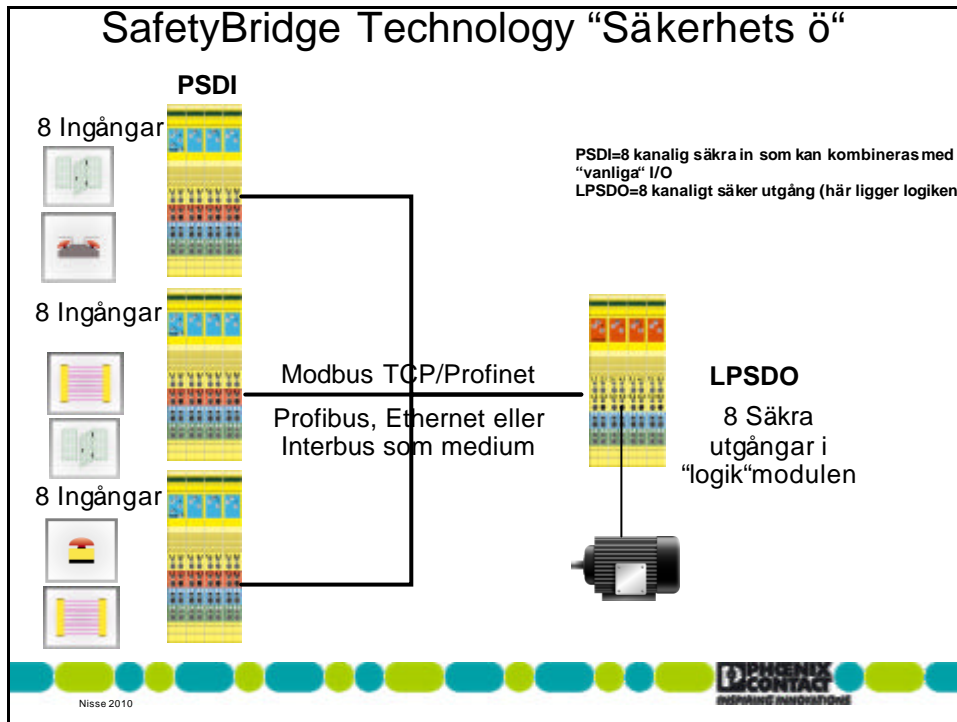 SafetyBridge Technology “Säkerhets ö“
PSDI
8 Ingångar
PSDI=8 kanalig säkra in som kan kombineras med
“vanliga“ I/O
LPSDO=8 kanaligt säker utgång (här ligger logiken
8 Ingångar
Modbus TCP/Profinet
Profibus, Ethernet eller
Interbus som medium
LPSDO
8 Säkra
utgångar i
“logik“modulen
8 Ingångar
Nisse 2010
PHŒNIX
CONTACT
INSPIRING INNOVATIONS